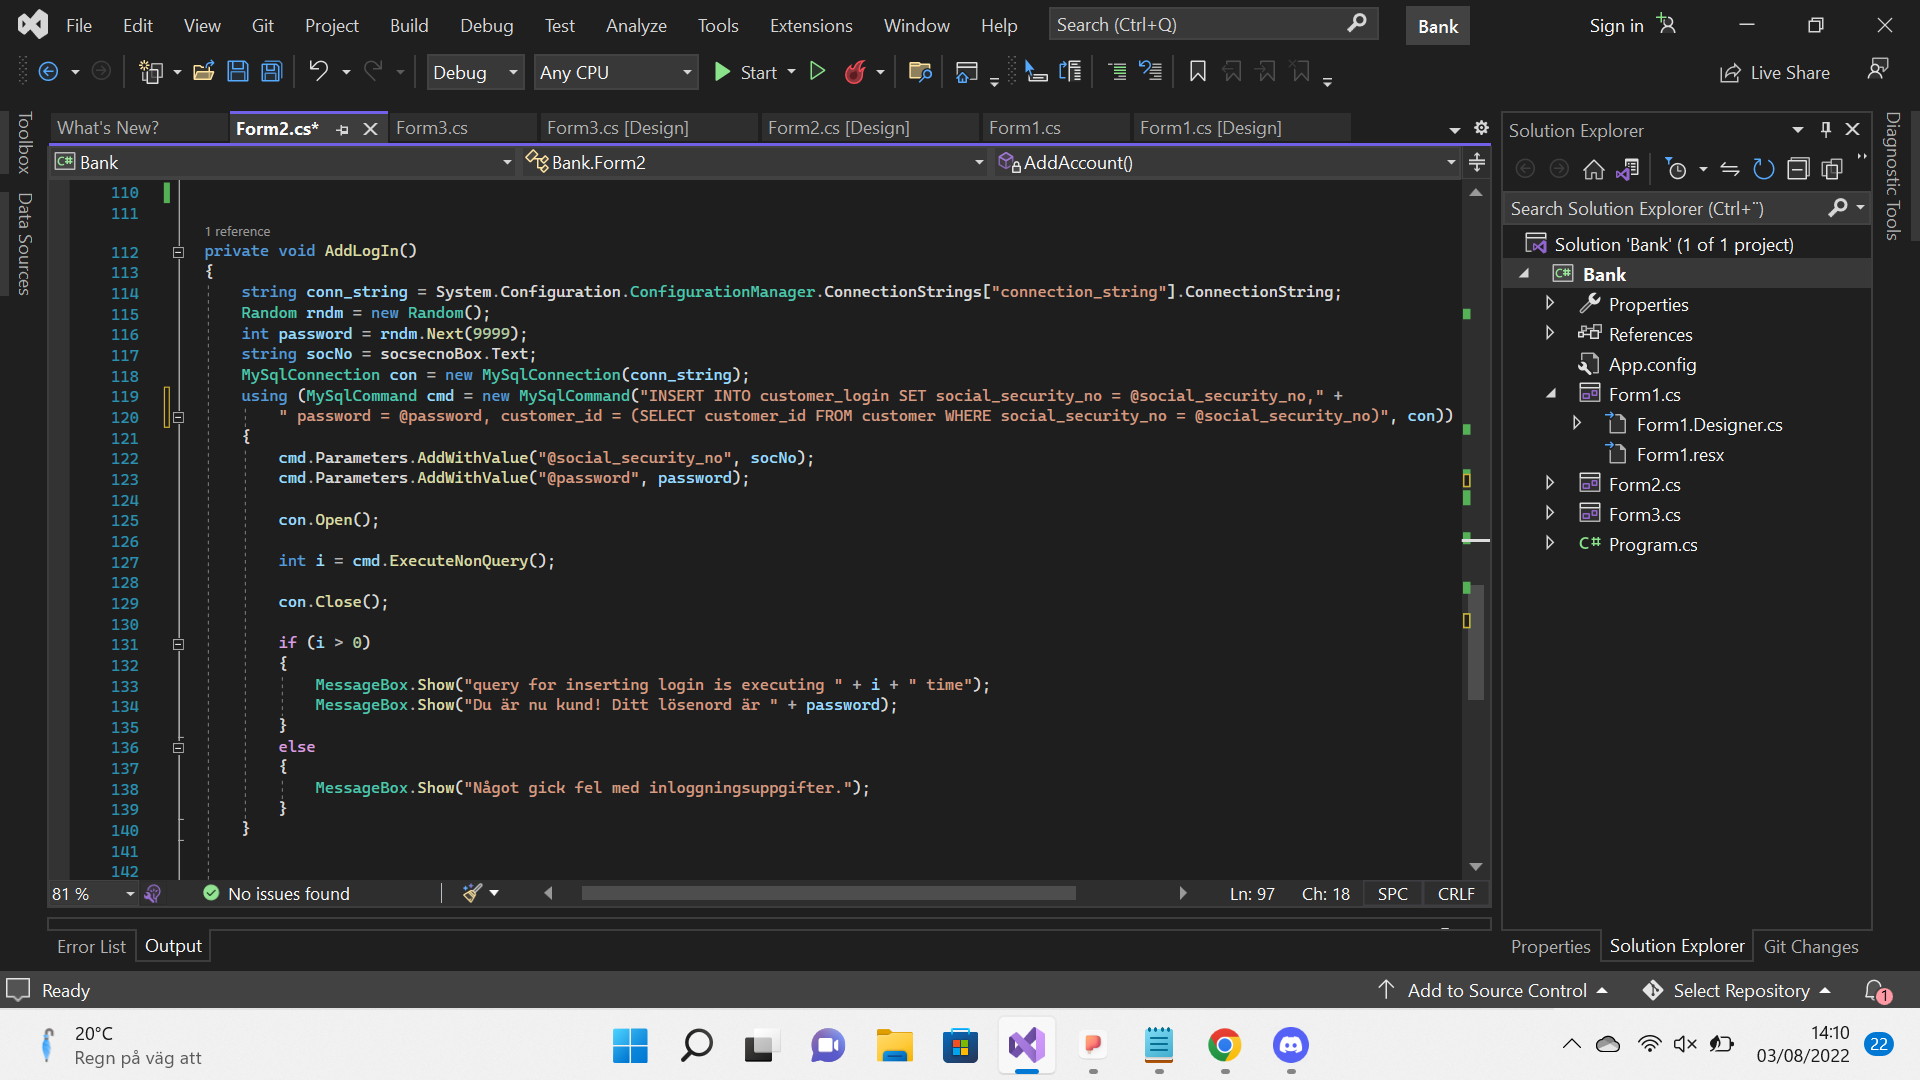 File Edit View Git Project Build Debug Test Analyze Tools Extensions Window Help Search (Ctrl+Q) Bank Sign in
Debug Any CPU Start Live Share
Toolbox
Data Sources
What's New? Form2.cs* Form3.cs Form3.cs [Design] Form2.cs [Design] Form1.cs Form1.cs [Design]
C# Bank Bank.Form2 AddAccount()
110
111
1 reference
112 private void AddLogIn()
113 {
114 string conn_string = System.Configuration.ConfigurationManager.ConnectionStrings["connection_string"].ConnectionString;
115 Random rndm = new Random();
116 int password = rndm.Next(9999);
117 string socNo = socsecnoBox.Text;
118 MySqlConnection con = new MySqlConnection(conn_string);
119 using (MySqlCommand cmd = new MySqlCommand("INSERT INTO customer_login SET social_security_no = @social_security_no," +
120 " password = @password, customer_id = (SELECT customer_id FROM customer WHERE social_security_no = @social_security_no)", con))
121 {
122 cmd.Parameters.AddWithValue("@social_security_no", socNo);
123 cmd.Parameters.AddWithValue("@password", password);
124
125 con.Open();
126
127 int i = cmd.ExecuteNonQuery();
128
129 con.Close();
130
131 if (i > 0)
132 {
133 MessageBox.Show("query for inserting login is executing " + i + " time");
134 MessageBox.Show("Du är nu kund! Ditt lösenord är " + password);
135 }
136 else
137 {
138 MessageBox.Show("Något gick fel med inloggningsuppgifter.");
139 }
140 }
141
142
81 % No issues found Ln: 97 Ch: 18 SPC CRLF
Error List Output
Solution Explorer
Search Solution Explorer (Ctrl+¨)
Solution 'Bank' (1 of 1 project)
C# Bank
Properties
References
App.config
Form1.cs
Form1.Designer.cs
Form1.resx
Form2.cs
Form3.cs
C# Program.cs
Properties Solution Explorer Git Changes
Diagnostic Tools
Ready Add to Source Control Select Repository 1
20°C
Regn på väg att
14:10
03/08/2022
22